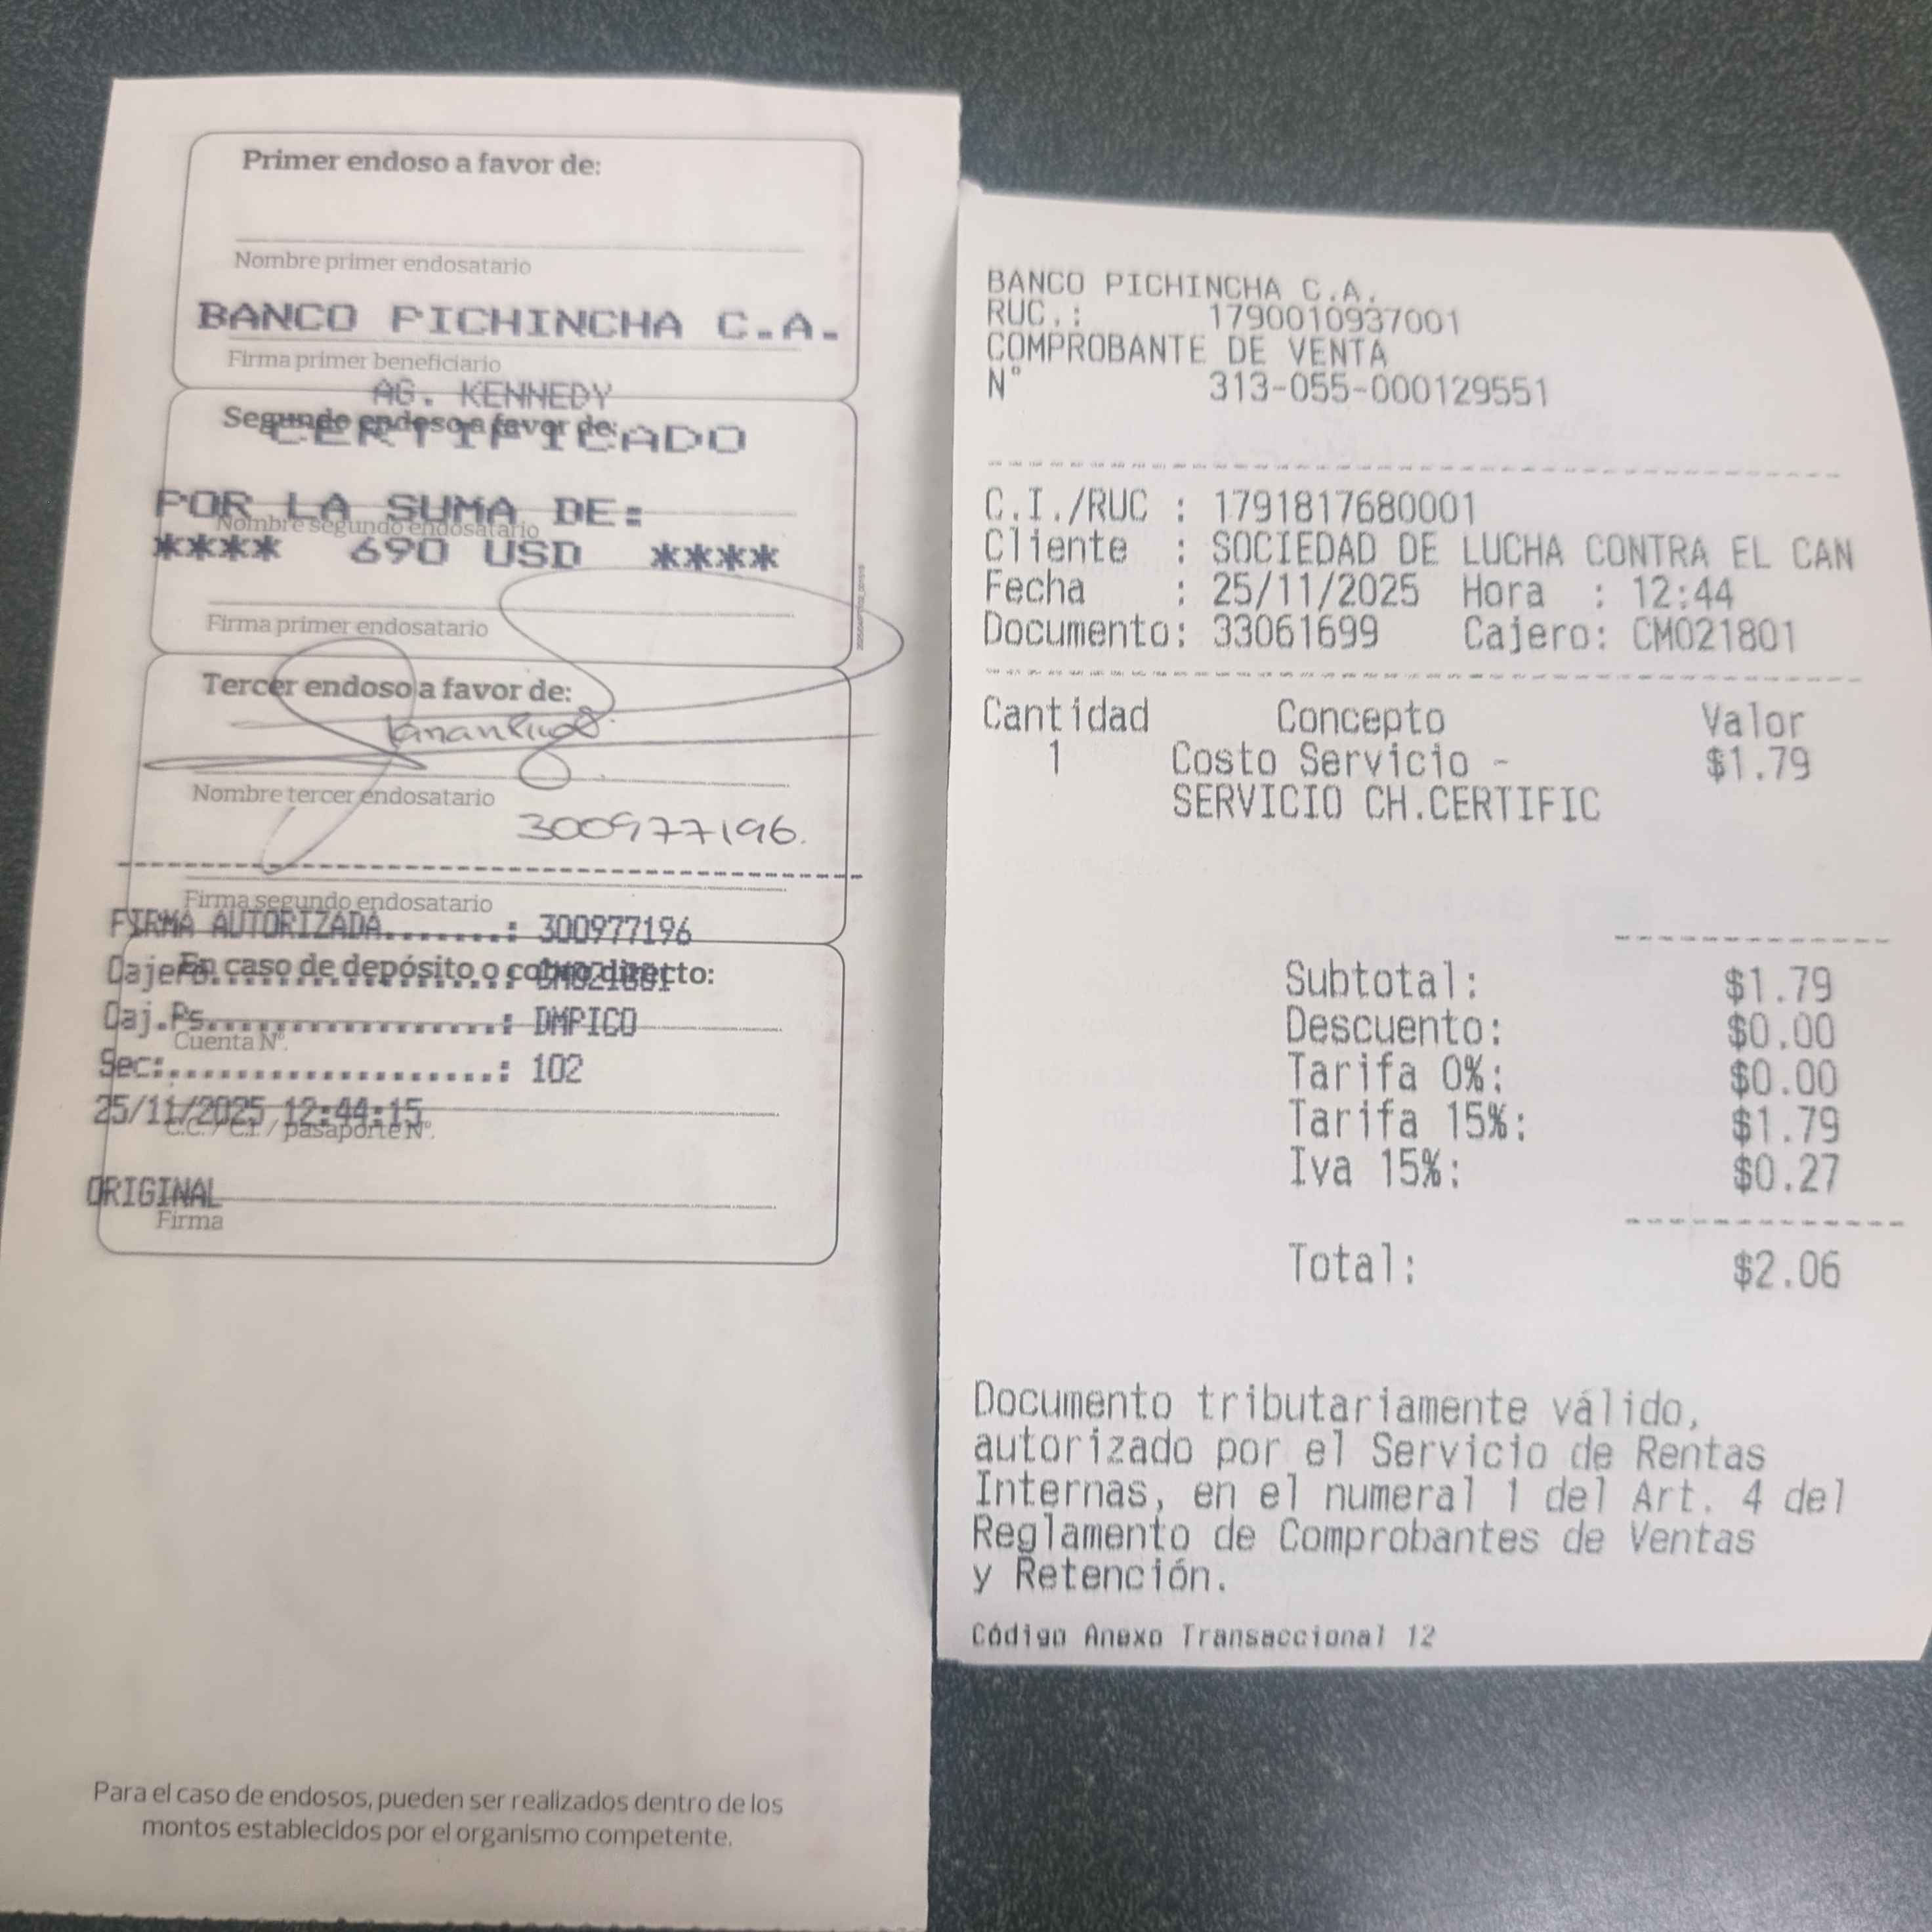 Primer endoso a favor de:
Nombre primer endosatario
BANCO PICHINCHA C.A.
Firma primer beneficiario
AG. KENNEDY
Segundo endoso a favor de:
CERTIFICADO
POR LA SUMA DE:
Nombre segundo endosatario
**** 690 USD ****
Firma primer endosatario
Tercer endoso a favor de:
Nombre tercer endosatario
300977196.
Firma segundo endosatario
FIRMA AUTORIZADA.......: 300977196
En caso de depósito o cobro directo:
Cajero.................: CM021801
Caj.Ps.................: DMPICO
Cuenta Nº.
Sec:...................: 102
25/11/2025 12:44:15
C.C. / C.I. / pasaporte Nº.
ORIGINAL
Firma
Para el caso de endosos, pueden ser realizados dentro de los
montos establecidos por el organismo competente.
BANCO PICHINCHA C.A.
RUC.: 1790010937001
COMPROBANTE DE VENTA
N° 313-055-000129551
C.I./RUC : 1791817680001
Cliente : SOCIEDAD DE LUCHA CONTRA EL CAN
Fecha : 25/11/2025 Hora : 12:44
Documento: 33061699 Cajero: CM021801
Cantidad Concepto Valor
1 Costo Servicio - $1.79
SERVICIO CH.CERTIFIC
Subtotal: $1.79
Descuento: $0.00
Tarifa 0%: $0.00
Tarifa 15%: $1.79
Iva 15%: $0.27
Total: $2.06
Documento tributariamente válido,
autorizado por el Servicio de Rentas
Internas, en el numeral 1 del Art. 4 del
Reglamento de Comprobantes de Ventas
y Retención.
Código Anexo Transaccional 12